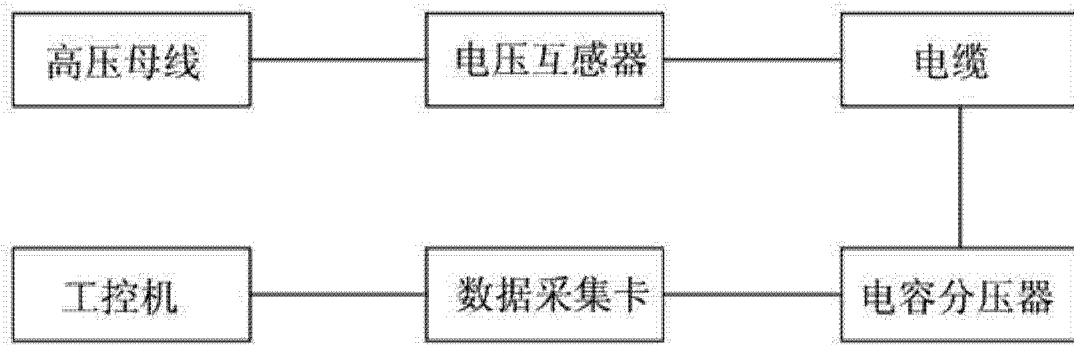 高压母线
电压互感器
电缆
工控机
数据采集卡
电容分压器